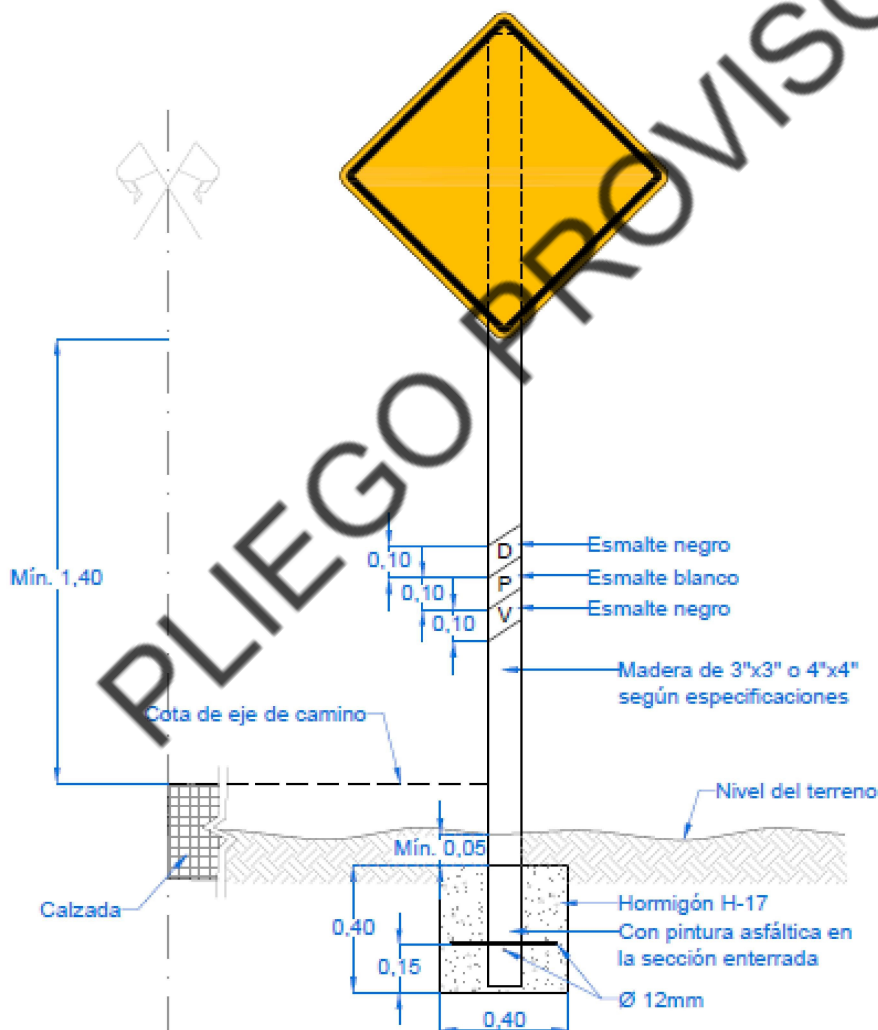 PLIEGO PROVISO
D
P
V
Esmalte negro
Esmalte blanco
Esmalte negro
0,10
0,10
0,10
Mín. 1,40
Madera de 3"x3" o 4"x4"
según especificaciones
Cota de eje de camino
Nivel del terreno
Mín. 0,05
Calzada
Hormigón H-17
0,40
Con pintura asfáltica en
la sección enterrada
0,15
Ø 12mm
0,40